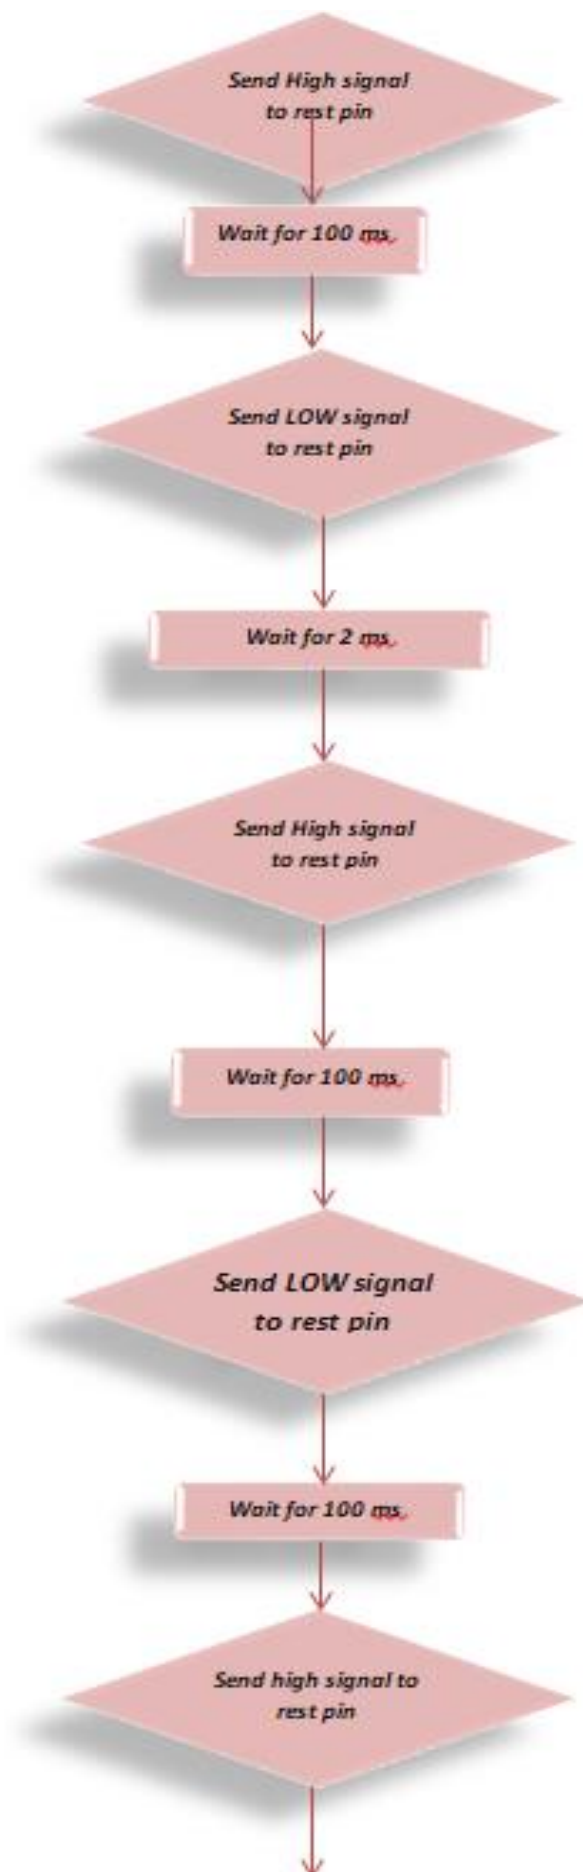 Send High signal
to rest pin
Wait for 100 ms.
Send LOW signal
to rest pin
Wait for 2 ms.
Send High signal
to rest pin
Wait for 100 ms.
Send LOW signal
to rest pin
Wait for 100 ms.
Send high signal to
rest pin